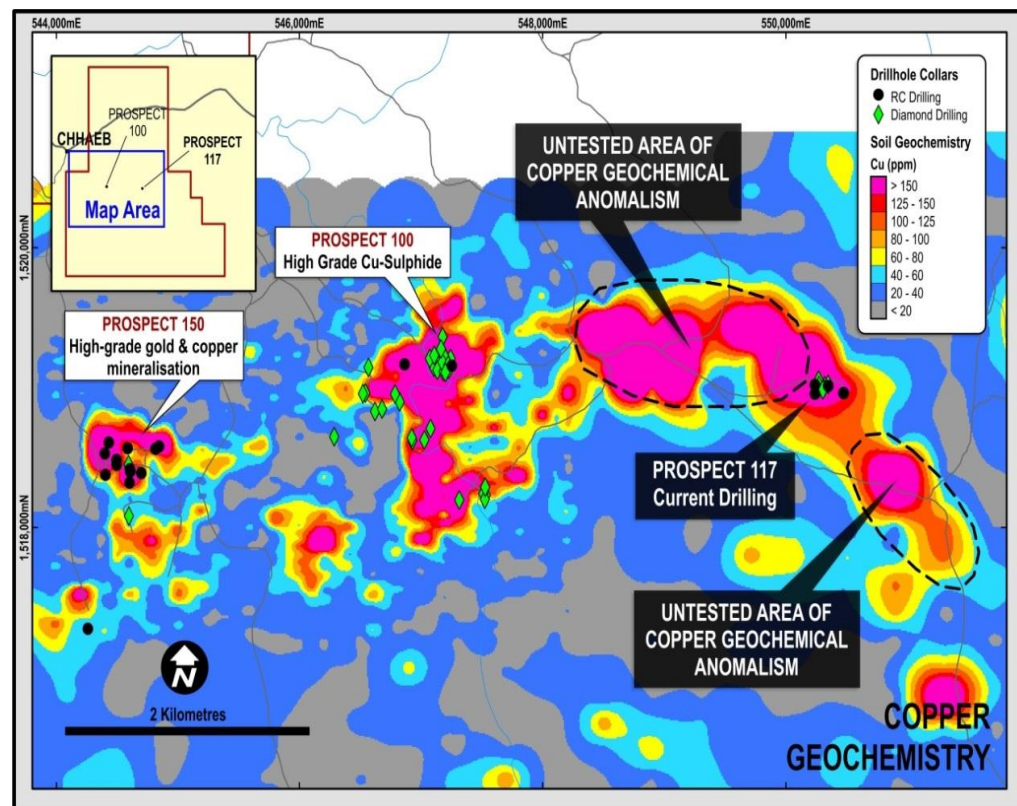 544,000mE
546,000mE
548,000mE
550,000mE
1,520,000mN
1,518,000mN
CHHAEB
PROSPECT
100
PROSPECT
117
Map Area
Drillhole Collars
RC Drilling
Diamond Drilling
Soil Geochemistry
Cu (ppm)
> 150
125 - 150
100 - 125
80 - 100
60 - 80
40 - 60
20 - 40
< 20
UNTESTED AREA OF
COPPER GEOCHEMICAL
ANOMALISM
PROSPECT 100
High Grade Cu-Sulphide
PROSPECT 150
High-grade gold & copper
mineralisation
PROSPECT 117
Current Drilling
UNTESTED AREA OF
COPPER GEOCHEMICAL
ANOMALISM
N
2 Kilometres
COPPER
GEOCHEMISTRY